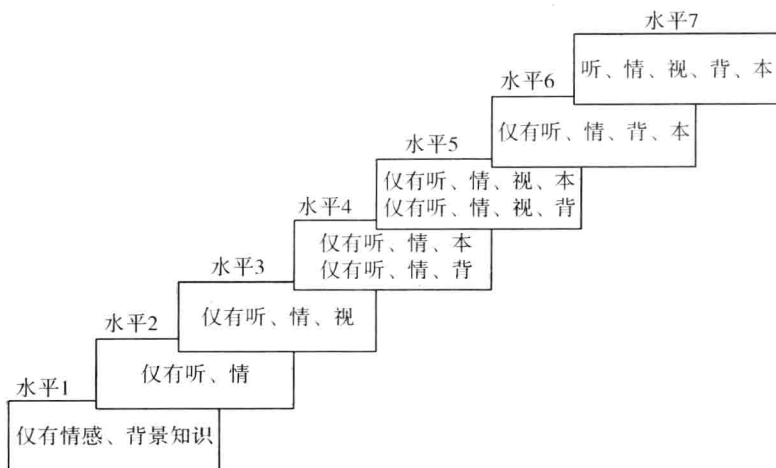 水平7
听、情、视、背、本
水平6
仅有听、情、背、本
水平5
仅有听、情、视、本
仅有听、情、视、背
水平4
仅有听、情、本
仅有听、情、背
水平3
仅有听、情、视
水平2
仅有听、情
水平1
仅有情感、背景知识